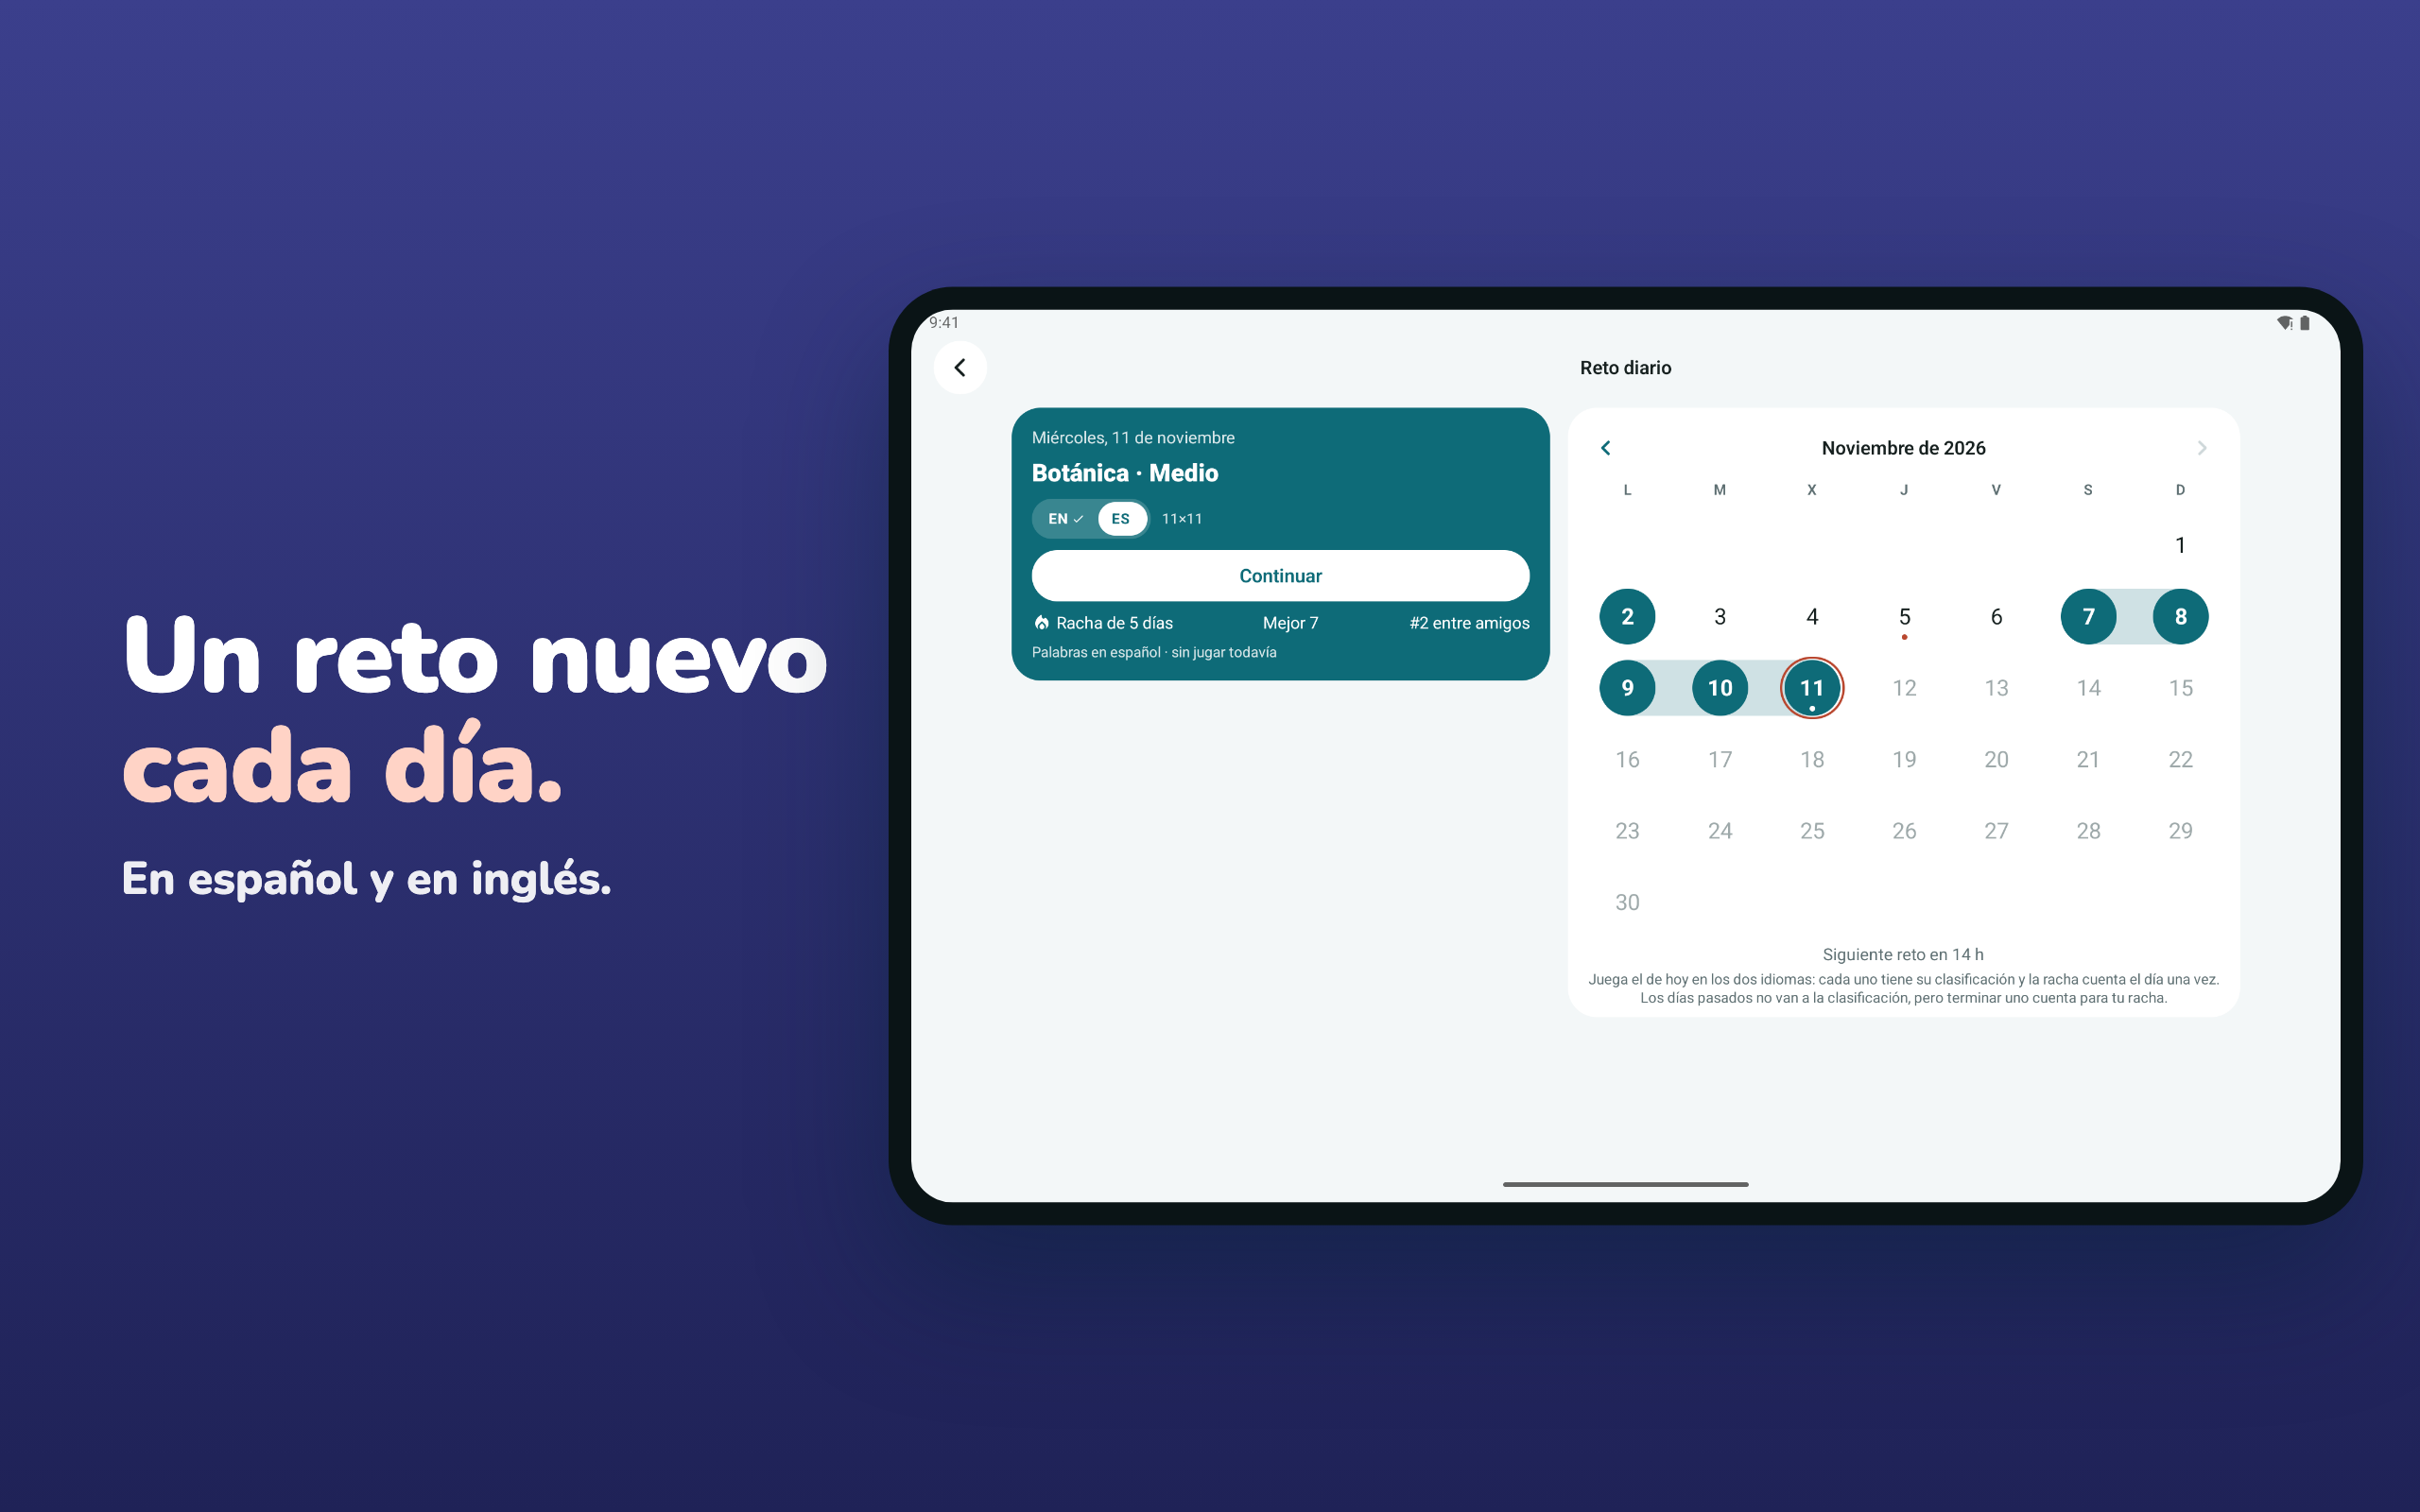 Un reto nuevo
cada día.
En español y en inglés.
9:41
Reto diario
Miércoles, 11 de noviembre
Botánica · Medio
EN ✓ ES 11×11
Continuar
Racha de 5 días Mejor 7 #2 entre amigos
Palabras en español · sin jugar todavía
Noviembre de 2026
L M X J V S D
1
2 3 4 5 6 7 8
9 10 11 12 13 14 15
16 17 18 19 20 21 22
23 24 25 26 27 28 29
30
Siguiente reto en 14 h
Juega el de hoy en los dos idiomas: cada uno tiene su clasificación y la racha cuenta el día una vez.
Los días pasados no van a la clasificación, pero terminar uno cuenta para tu racha.